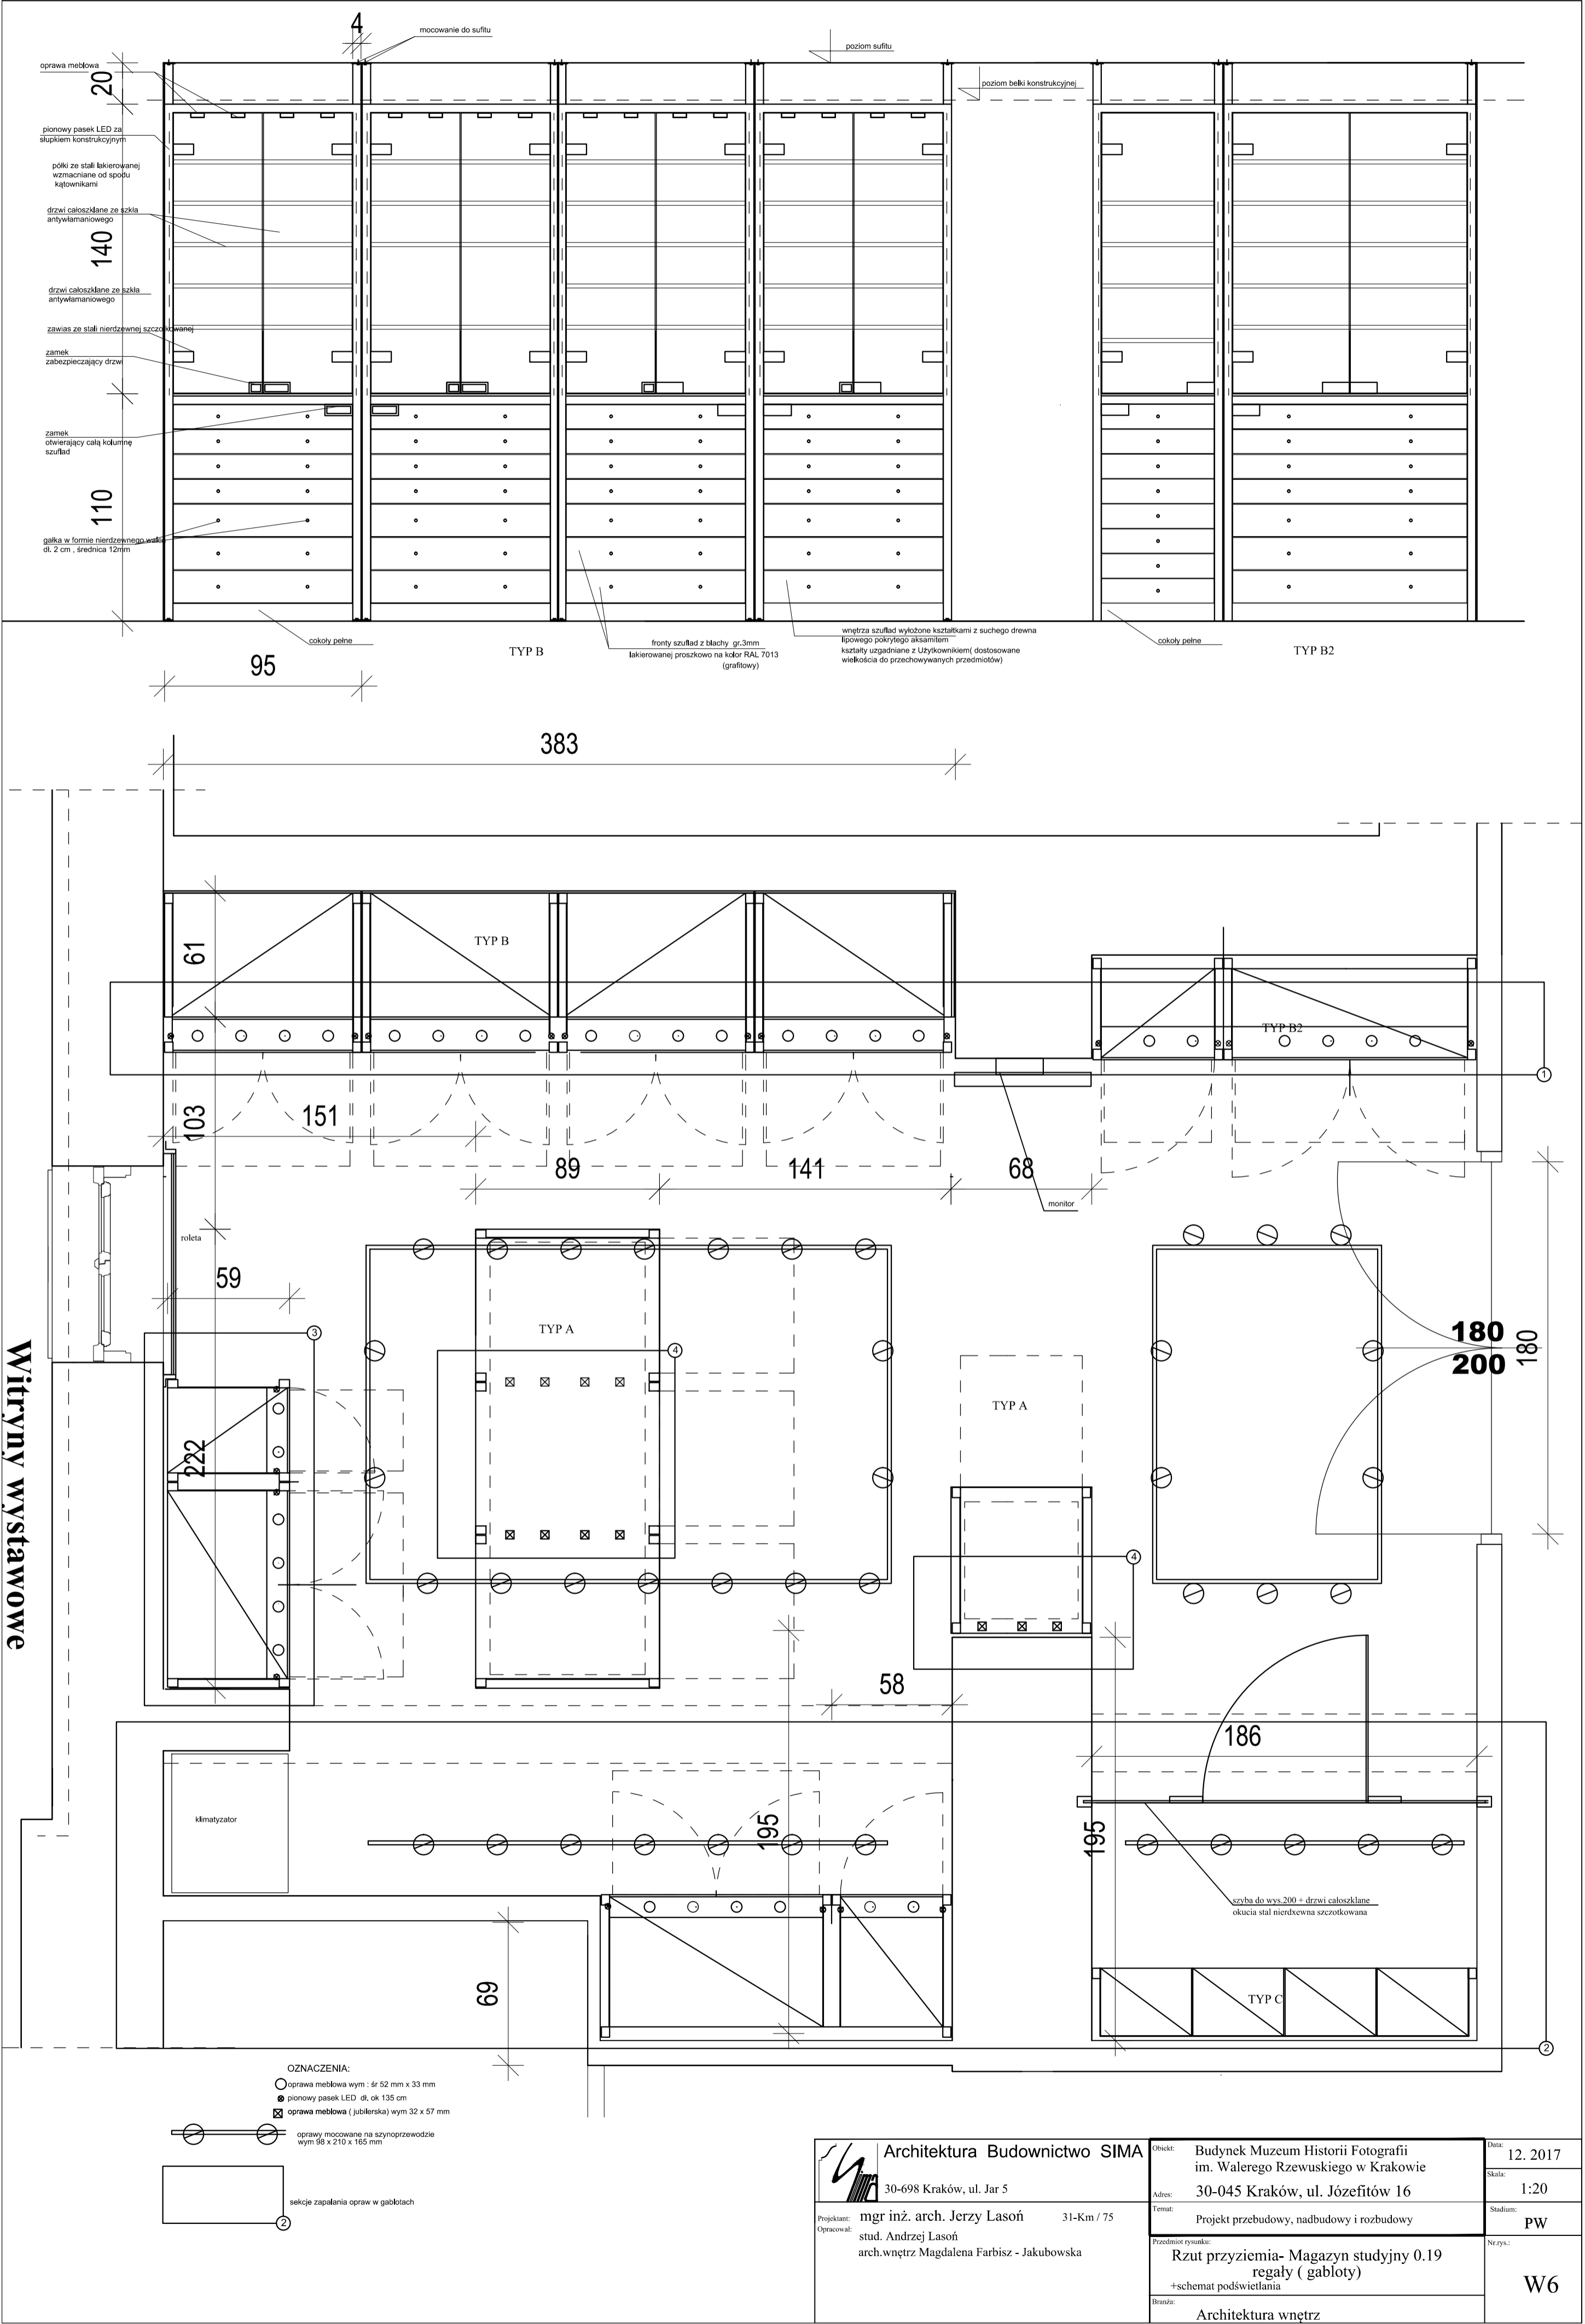 4
mocowanie do sufitu
poziom sufitu
oprawa meblowa
20
poziom belki konstrukcyjnej
pionowy pasek LED za
słupkiem konstrukcyjnym
półki ze stali lakierowanej
wzmacniane od spodu
kątownikami
drzwi całoszklane ze szkła
antywłamaniowego
140
drzwi całoszklane ze szkła
antywłamaniowego
zawias ze stali nierdzewnej szczotkowanej
zamek
zabezpieczający drzwi
zamek
otwierający całą kolumnę
szuflad
110
gałka w formie nierdzewnego walca
dł. 2 cm , średnica 12mm
cokoły pełne
TYP B
fronty szuflad z blachy gr.3mm
lakierowanej proszkowo na kolor RAL 7013
(grafitowy)
wnętrza szuflad wyłożone kształtkami z suchego drewna
lipowego pokrytego aksamitem
kształty uzgadniane z Użytkownikiem( dostosowane
wielkościa do przechowywanych przedmiotów)
cokoły pełne
TYP B2
95
383
61
TYP B
TYP B2
1
103
151
89
141
68
monitor
roleta
59
180
200
180
3
TYP A
4
TYP A
222
Witryny wystawowe
4
58
186
klimatyzator
195
195
szyba do wys.200 + drzwi całoszklane
okucia stal nierdxewna szczotkowana
69
TYP C
2
OZNACZENIA:
oprawa meblowa wym : śr 52 mm x 33 mm
pionowy pasek LED dł, ok 135 cm
oprawa meblowa ( jubilerska) wym 32 x 57 mm
oprawy mocowane na szynoprzewodzie
wym 98 x 210 x 165 mm
sekcje zapalania opraw w gablotach
2
Sima
Architektura Budownictwo SIMA
30-698 Kraków, ul. Jar 5
Projektant: mgr inż. arch. Jerzy Lasoń 31-Km / 75
Opracował: stud. Andrzej Lasoń
arch.wnętrz Magdalena Farbisz - Jakubowska
Obiekt: Budynek Muzeum Historii Fotografii
im. Walerego Rzewuskiego w Krakowie
Adres: 30-045 Kraków, ul. Józefitów 16
Temat: Projekt przebudowy, nadbudowy i rozbudowy
Przedmiot rysunku:
Rzut przyziemia- Magazyn studyjny 0.19
regały ( gabloty)
+schemat podświetlania
Branża: Architektura wnętrz
Data: 12. 2017
Skala: 1:20
Stadium: PW
Nr.rys.: W6